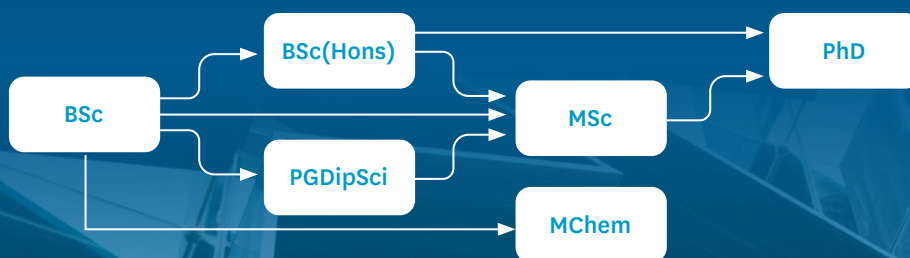 BSc(Hons)
PhD
BSc
MSc
PGDipSci
MChem